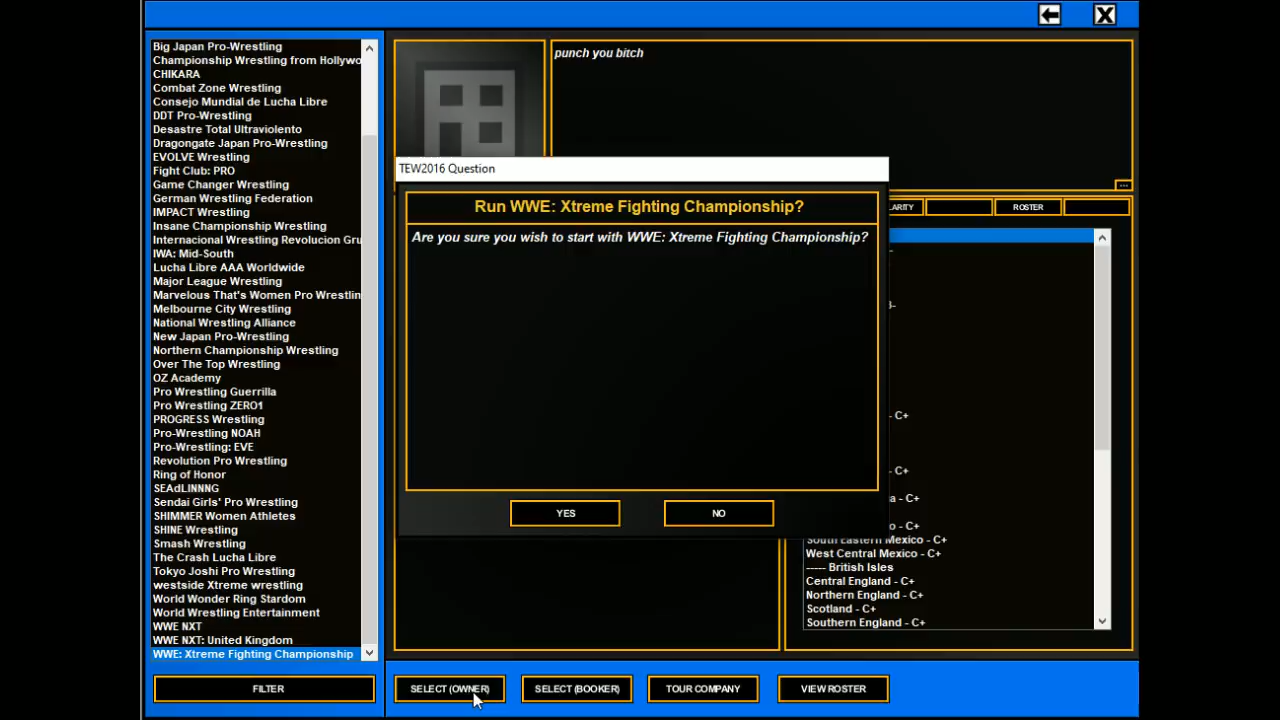 Big Japan Pro-Wrestling
Championship Wrestling from Hollywo
CHIKARA
Combat Zone Wrestling
Consejo Mundial de Lucha Libre
DDT Pro-Wrestling
Desastre Total Ultraviolento
Dragongate Japan Pro-Wrestling
EVOLVE Wrestling
Fight Club: PRO
Game Changer Wrestling
German Wrestling Federation
IMPACT Wrestling
Insane Championship Wrestling
Internacional Wrestling Revolucion Gru
IWA: Mid-South
Lucha Libre AAA Worldwide
Major League Wrestling
Marvelous That's Women Pro Wrestlin
Melbourne City Wrestling
National Wrestling Alliance
New Japan Pro-Wrestling
Northern Championship Wrestling
Over The Top Wrestling
OZ Academy
Pro Wrestling Guerrilla
Pro Wrestling ZERO1
PROGRESS Wrestling
Pro-Wrestling NOAH
Pro-Wrestling: EVE
Revolution Pro Wrestling
Ring of Honor
SEAdLINNNG
Sendai Girls' Pro Wrestling
SHIMMER Women Athletes
SHINE Wrestling
Smash Wrestling
The Crash Lucha Libre
Tokyo Joshi Pro Wrestling
westside Xtreme wrestling
World Wonder Ring Stardom
World Wrestling Entertainment
WWE NXT
WWE NXT: United Kingdom
WWE: Xtreme Fighting Championship
FILTER
punch you bitch
...
TEW2016 Question
Run WWE: Xtreme Fighting Championship?
Are you sure you wish to start with WWE: Xtreme Fighting Championship?
YES
NO
LARITY
ROSTER
- C+
- C+
a - C+
o - C+
South Eastern Mexico - C+
West Central Mexico - C+
----- British Isles
Central England - C+
Northern England - C+
Scotland - C+
Southern England - C+
SELECT (OWNER)
SELECT (BOOKER)
TOUR COMPANY
VIEW ROSTER